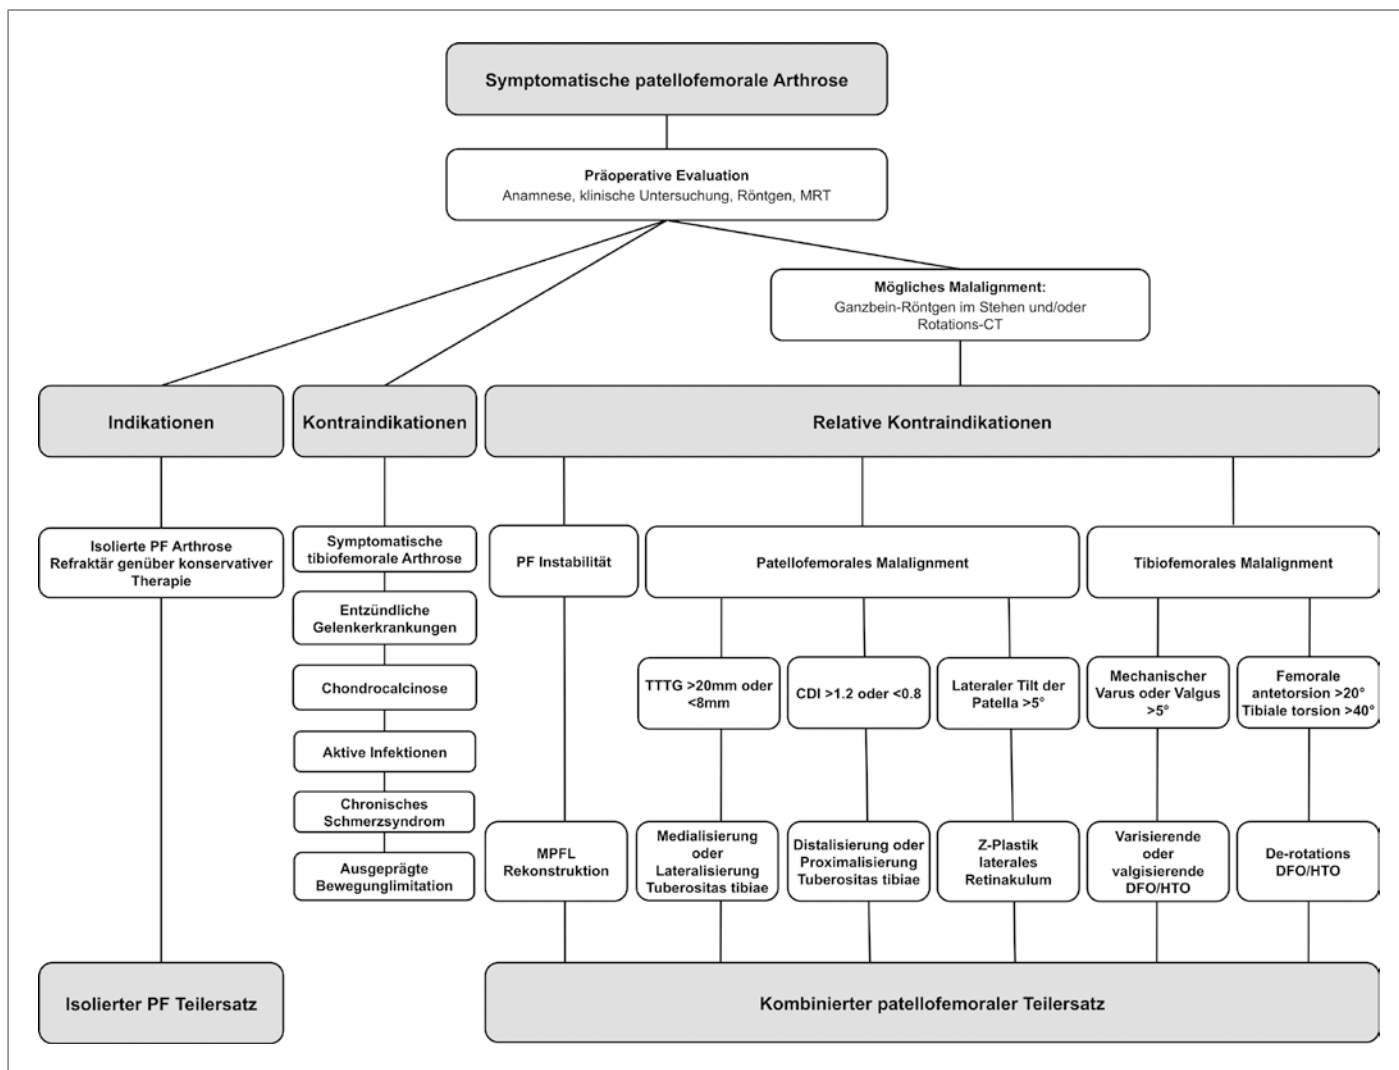 Symptomatische patellofemorale Arthrose
Präoperative Evaluation
Anamnese, klinische Untersuchung, Röntgen, MRT
Mögliches Malalignment:
Ganzbein-Röntgen im Stehen und/oder
Rotations-CT
Indikationen
Kontraindikationen
Relative Kontraindikationen
Isolierte PF Arthrose
Refraktär genüber konservativer
Therapie
Symptomatische
tibiofemorale Arthrose
Entzündliche
Gelenkerkrankungen
Chondrocalcinose
Aktive Infektionen
Chronisches
Schmerzsyndrom
Ausgeprägte
Bewegunglimitation
PF Instabilität
Patellofemorales Malalignment
Tibiofemorales Malalignment
TTTG >20mm oder
<8mm
CDI >1.2 oder <0.8
Lateraler Tilt der
Patella >5°
Mechanischer
Varus oder Valgus
>5°
Femorale
antetorsion >20°
Tibiale torsion >40°
MPFL
Rekonstruktion
Medialisierung
oder
Lateralisierung
Tuberositas tibiae
Distalisierung oder
Proximalisierung
Tuberositas tibiae
Z-Plastik
laterales
Retinakulum
Varisierende
oder
valgisierende
DFO/HTO
De-rotations
DFO/HTO
Isolierter PF Teilersatz
Kombinierter patellofemoraler Teilersatz